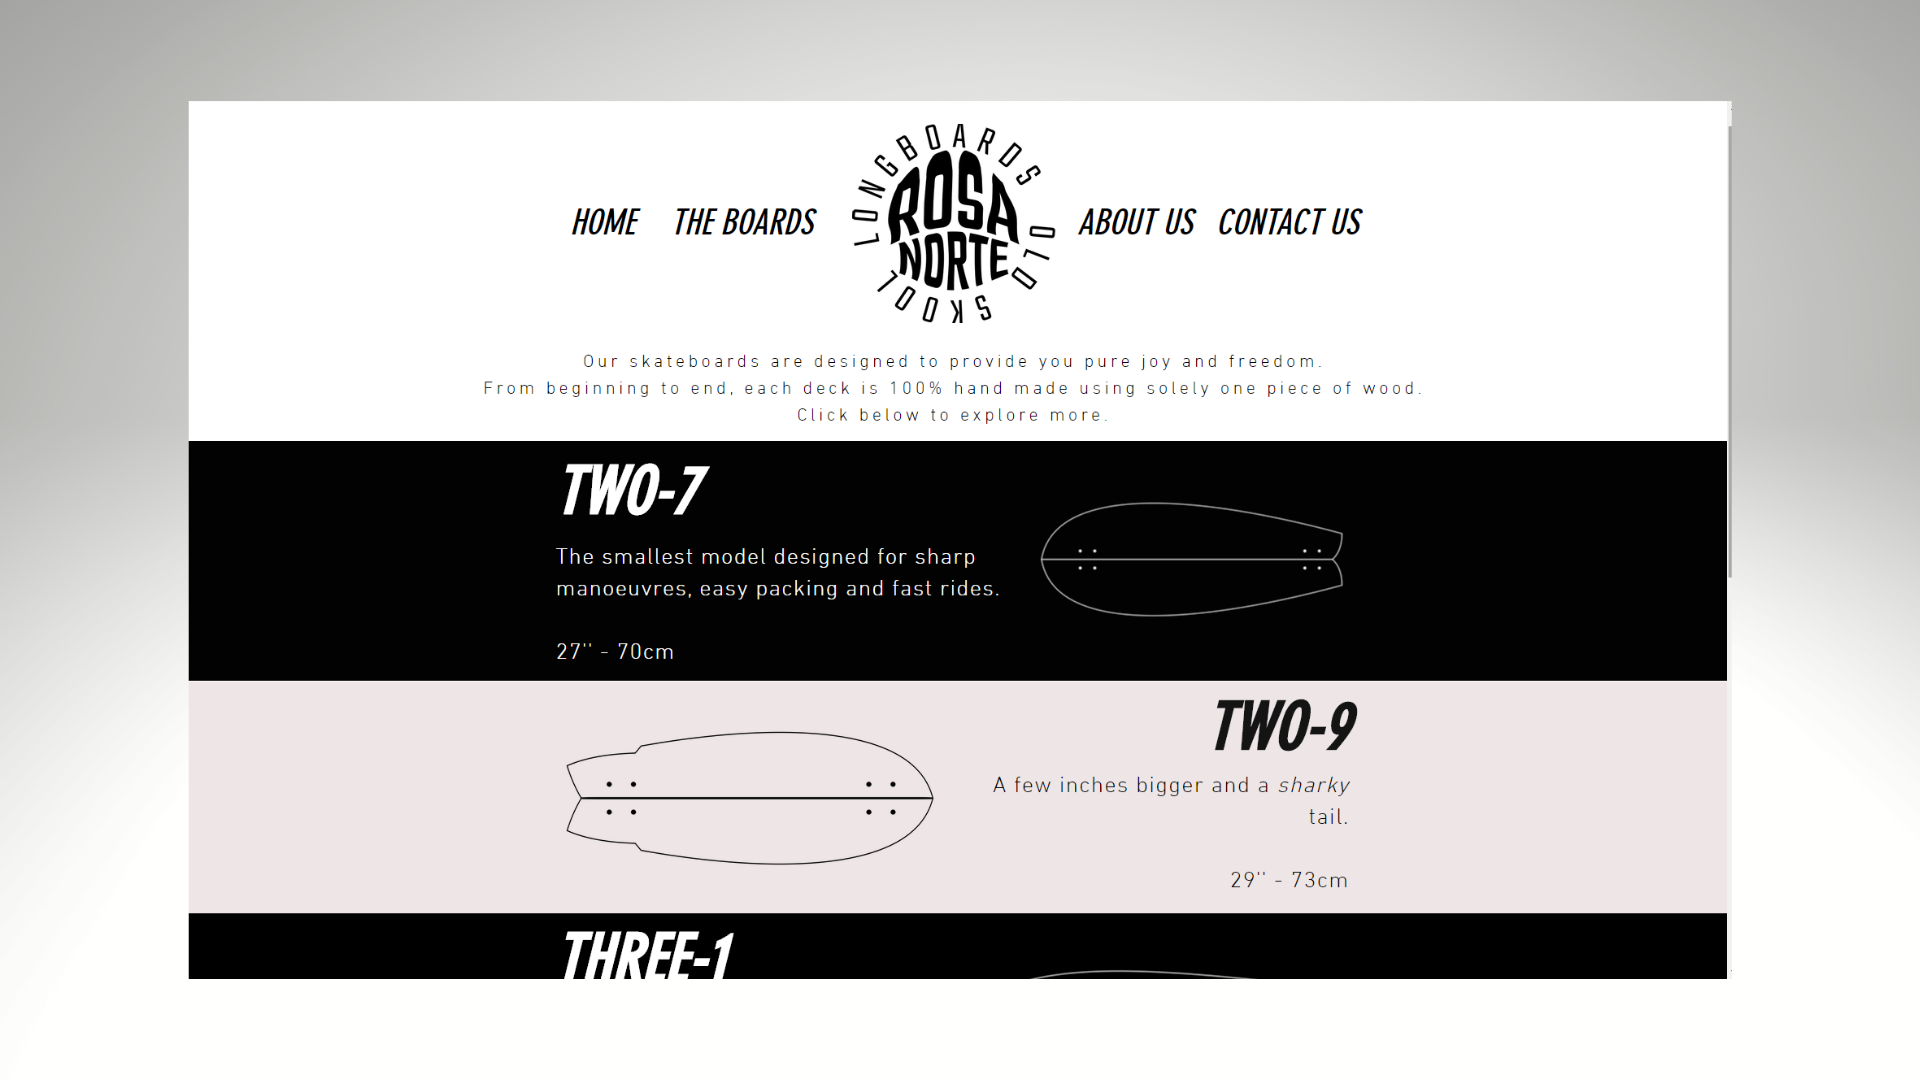 HOME
THE BOARDS
LONGBOARDS OLD SKOOL
ROSA
NORTE
ABOUT US
CONTACT US
Our skateboards are designed to provide you pure joy and freedom.
From beginning to end, each deck is 100% hand made using solely one piece of wood.
Click below to explore more.
TWO-7
The smallest model designed for sharp
manoeuvres, easy packing and fast rides.
27'' - 70cm
TWO-9
A few inches bigger and a sharky
tail.
29'' - 73cm
THREE-1